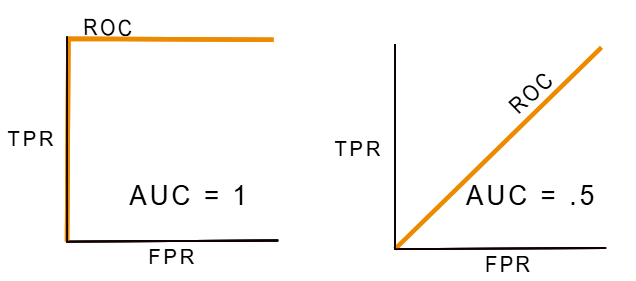 ROC
TPR
AUC = 1
FPR
ROC
TPR
AUC = .5
FPR